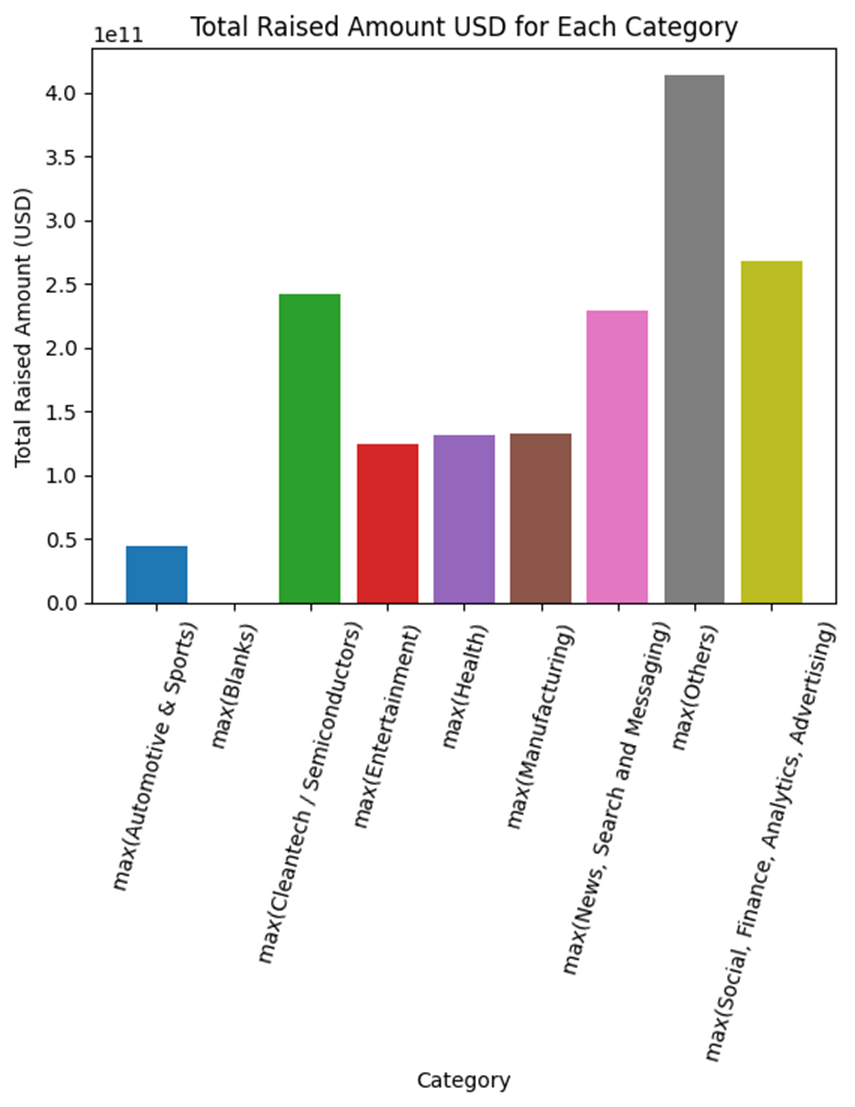 Total Raised Amount USD for Each Category
1e11
Total Raised Amount (USD)
4.0
3.5
3.0
2.5
2.0
1.5
1.0
0.5
0.0
max(Automotive & Sports)
max(Blanks)
max(Cleantech / Semiconductors)
max(Entertainment)
max(Health)
max(Manufacturing)
max(News, Search and Messaging)
max(Others)
max(Social, Finance, Analytics, Advertising)
Category